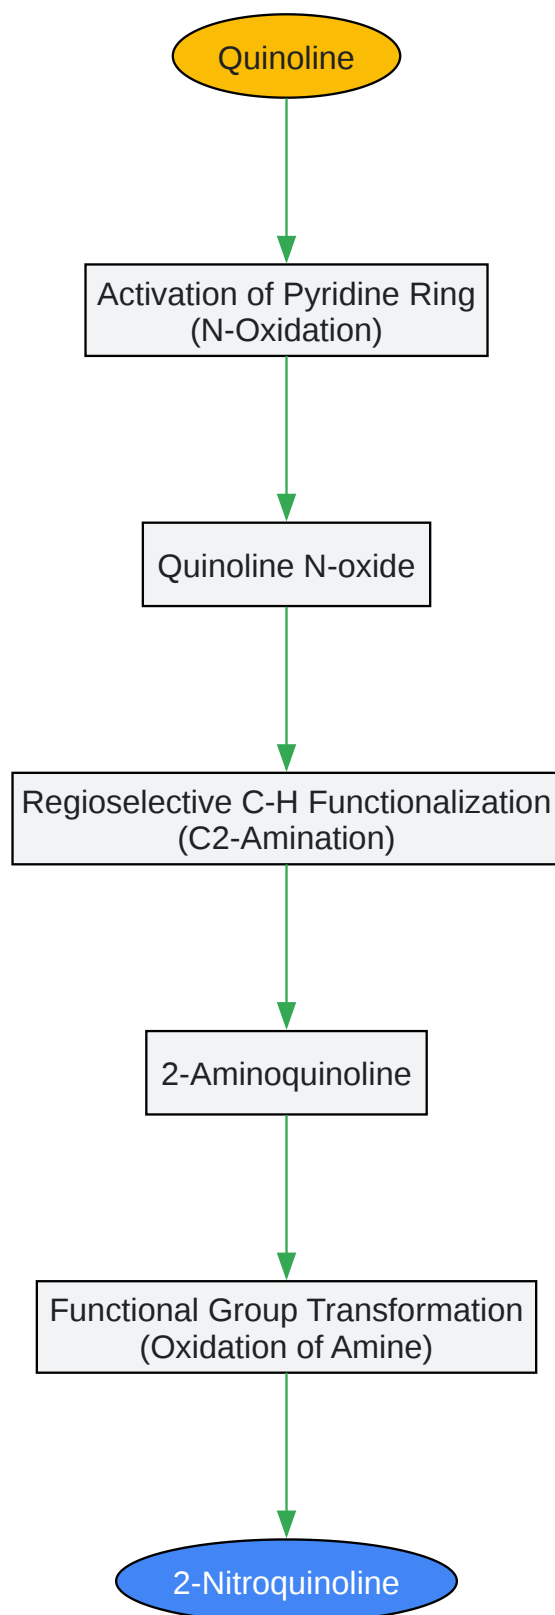 Quinoline
Activation of Pyridine Ring
(N-Oxidation)
Quinoline N-oxide
Regioselective C-H Functionalization
(C2-Amination)
2-Aminoquinoline
Functional Group Transformation
(Oxidation of Amine)
2-Nitroquinoline